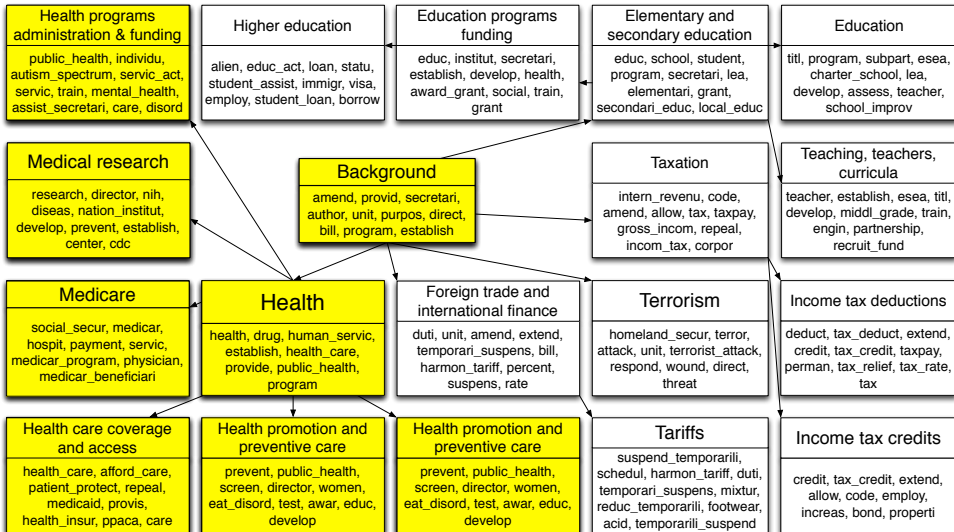 Health programs
administration & funding
public_health, individu,
autism_spectrum, servic_act,
servic, train, mental_health,
assist_secretari, care, disord
Higher education
alien, educ_act, loan, statu,
student_assist, immigr, visa,
employ, student_loan, borrow
Education programs
funding
educ, institut, secretari,
establish, develop, health,
award_grant, social, train,
grant
Elementary and
secondary education
educ, school, student,
program, secretari, lea,
elementari, grant,
secondari_educ, local_educ
Education
titl, program, subpart, esea,
charter_school, lea,
develop, assess, teacher,
school_improv
Medical research
research, director, nih,
diseas, nation_institut,
develop, prevent, establish,
center, cdc
Background
amend, provid, secretari,
author, unit, purpos, direct,
bill, program, establish
Taxation
intern_revenu, code,
amend, allow, tax, taxpay,
gross_incom, repeal,
incom_tax, corpor
Teaching, teachers,
curricula
teacher, establish, esea, titl,
develop, middl_grade, train,
engin, partnership,
recruit_fund
Medicare
social_secur, medicar,
hospit, payment, servic,
medicar_program, physician,
medicar_beneficiari
Health
health, drug, human_servic,
establish, health_care,
provide, public_health,
program
Foreign trade and
international finance
duti, unit, amend, extend,
temporari_suspens, bill,
harmon_tariff, percent,
suspens, rate
Terrorism
homeland_secur, terror,
attack, unit, terrorist_attack,
respond, wound, direct,
threat
Income tax deductions
deduct, tax_deduct, extend,
credit, tax_credit, taxpay,
perman, tax_relief, tax_rate,
tax
Health care coverage
and access
health_care, afford_care,
patient_protect, repeal,
medicaid, provis,
health_insur, ppaca, care
Health promotion and
preventive care
prevent, public_health,
screen, director, women,
eat_disord, test, awar, educ,
develop
Health promotion and
preventive care
prevent, public_health,
screen, director, women,
eat_disord, test, awar, educ,
develop
Tariffs
suspend_temporarili,
schedul, harmon_tariff, duti,
temporari_suspens, mixtur,
reduc_temporarili, footwear,
acid, temporarili_suspend
Income tax credits
credit, tax_credit, extend,
allow, code, employ,
increas, bond, properti